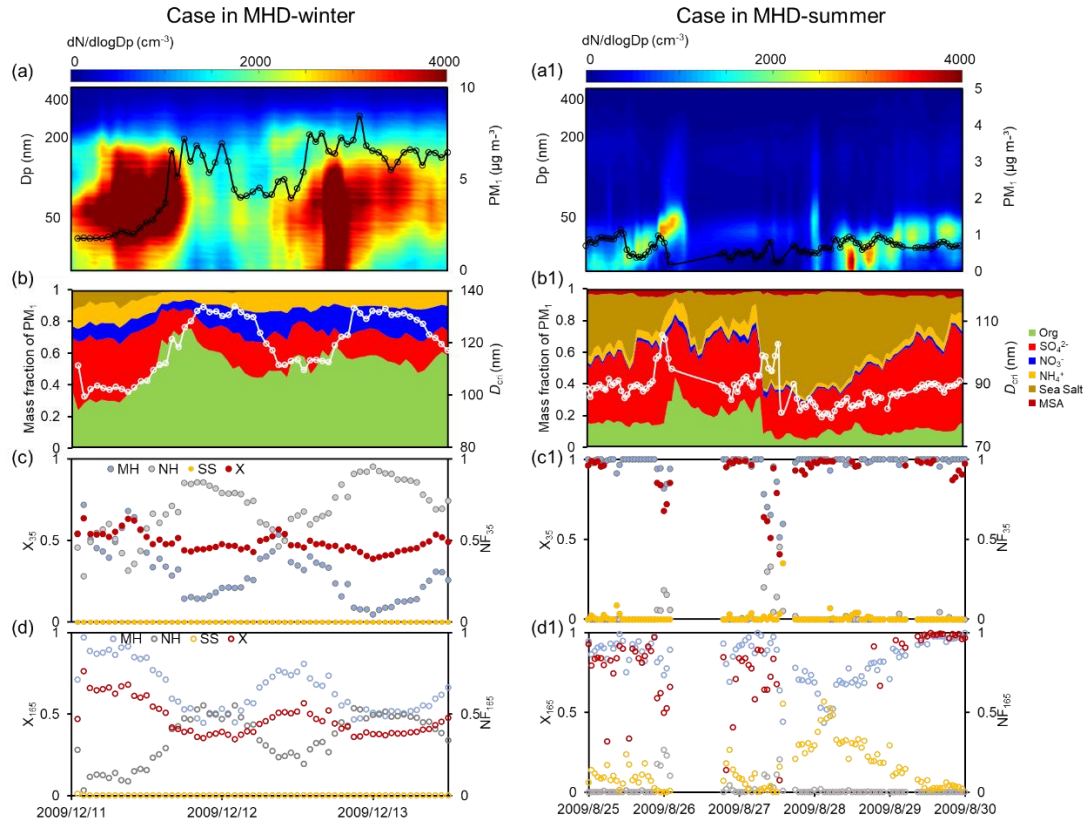 Case in MHD-winter
Case in MHD-summer
dN/dlogDp (cm⁻³)
0 2000 4000
(a)
400
200
50
Dp (nm)
10
5
0
PM₁ (µg m⁻³)
dN/dlogDp (cm⁻³)
0 2000 4000
(a1)
400
200
50
Dp (nm)
5
4
3
2
1
0
PM₁ (µg m⁻³)
(b)
1
0.8
0.6
0.4
0.2
0
Mass fraction of PM₁
140
120
100
80
D_cri (nm)
(b1)
1
0.8
0.6
0.4
0.2
0
Mass fraction of PM₁
110
90
70
D_cri (nm)
Org
SO₄²⁻
NO₃⁻
NH₄⁺
Sea Salt
MSA
(c)
MH NH SS X
1
0.5
0
X₃₅
1
0.5
0
NF₃₅
(c1)
1
0.5
0
X₃₅
1
0.5
0
NF₃₅
(d)
MH NH SS X
1
0.5
0
X₁₆₅
1
0.5
0
NF₁₆₅
2009/12/11 2009/12/12 2009/12/13
(d1)
1
0.5
0
X₁₆₅
1
0.5
0
NF₁₆₅
2009/8/25 2009/8/26 2009/8/27 2009/8/28 2009/8/29 2009/8/30